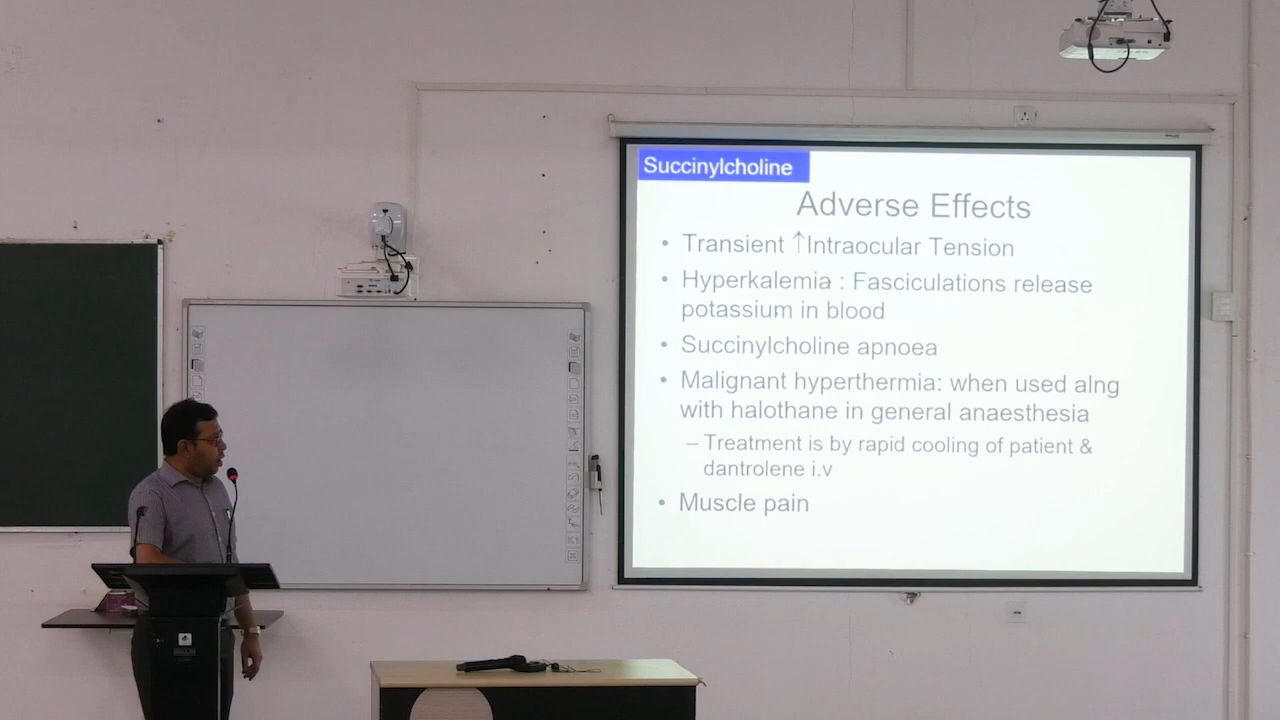 Succinylcholine
Adverse Effects
• Transient ↑Intraocular Tension
• Hyperkalemia : Fasciculations release
potassium in blood
• Succinylcholine apnoea
• Malignant hyperthermia: when used alng
with halothane in general anaesthesia
– Treatment is by rapid cooling of patient &
dantrolene i.v
• Muscle pain